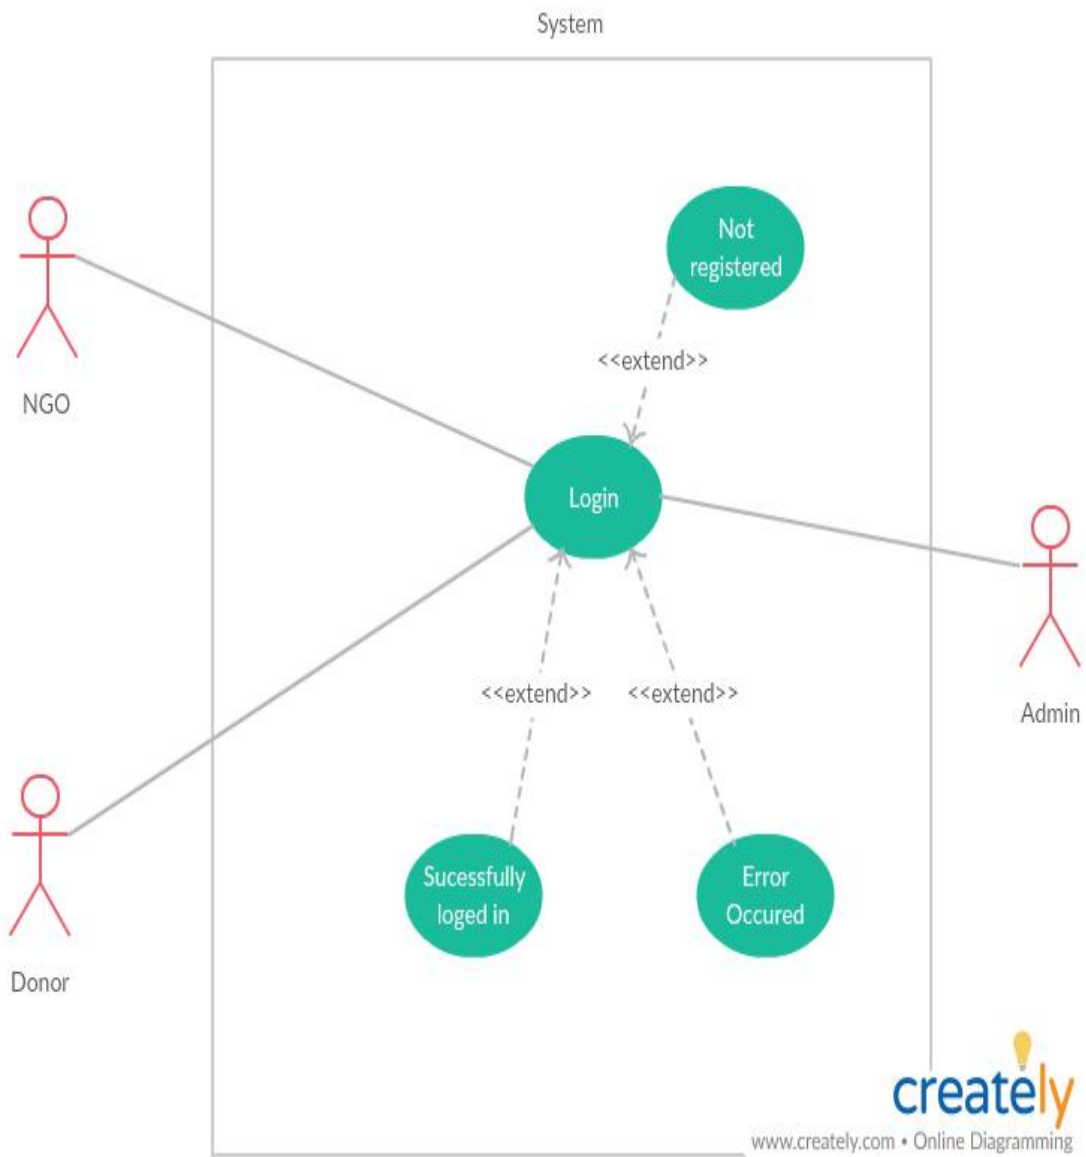 System
Not
registered
<<extend>>
NGO
Login
<<extend>>
<<extend>>
Admin
Sucessfully
loged in
Error
Occured
Donor
creately
www.creately.com • Online Diagramming